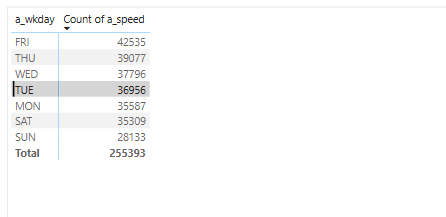 a_wkday Count of a_speed
FRI 42535
THU 39077
WED 37796
TUE 36956
MON 35587
SAT 35309
SUN 28133
Total 255393